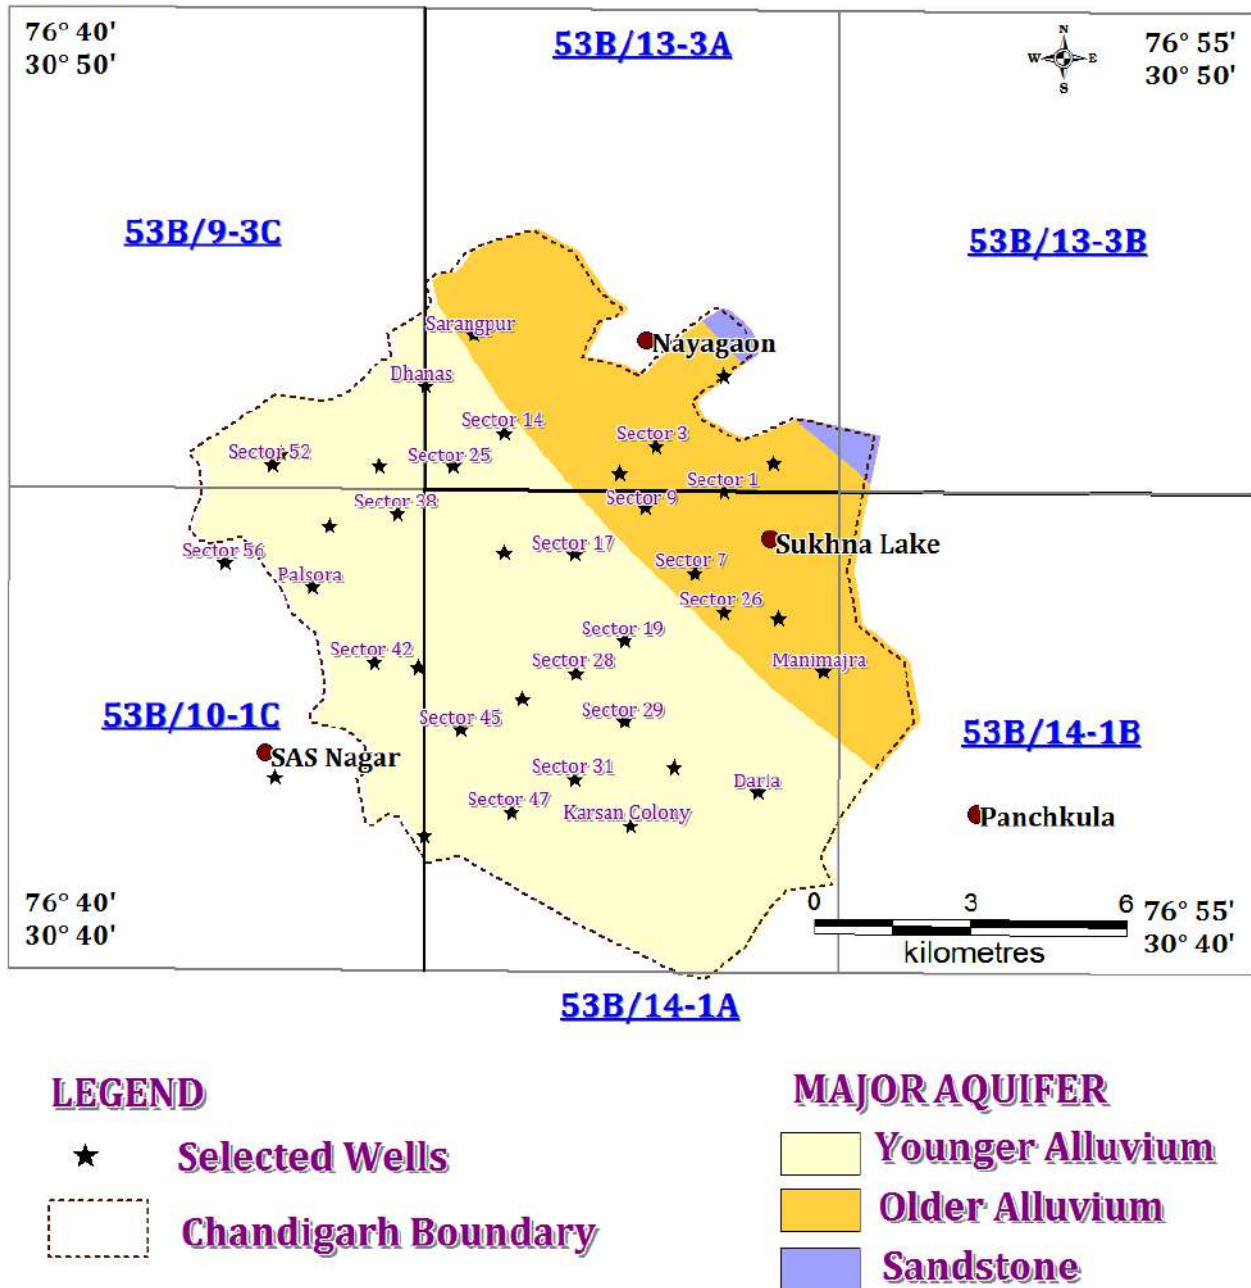 76° 40'
30° 50'
53B/13-3A
N
W E
S
76° 55'
30° 50'
53B/9-3C
53B/13-3B
Sarangpur
Nayagaon
Dhanas
Sector 14
Sector 3
Sector 52
Sector 25
Sector 1
Sector 38
Sector 9
Sector 56
Sector 17
Sukhna Lake
Palsora
Sector 7
Sector 26
Sector 19
Sector 42
Sector 28
Manimajra
53B/10-1C
Sector 45
Sector 29
53B/14-1B
SAS Nagar
Sector 31
Daria
Sector 47
Karsan Colony
Panchkula
76° 40'
30° 40'
0 3 6
kilometres
76° 55'
30° 40'
53B/14-1A
LEGEND
Selected Wells
Chandigarh Boundary
MAJOR AQUIFER
Younger Alluvium
Older Alluvium
Sandstone